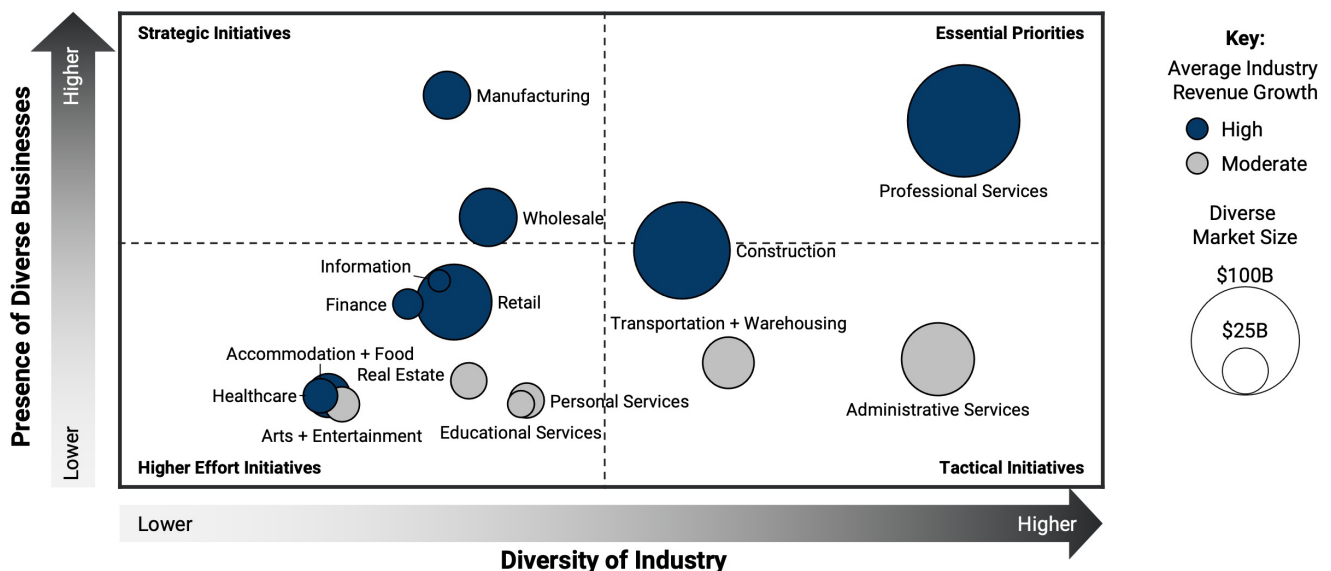 Strategic Initiatives
Essential Priorities
Key:
Average Industry
Revenue Growth
High
Moderate
Diverse
Market Size
$100B
$25B
Presence of Diverse Businesses
Higher
Lower
Manufacturing
Professional Services
Wholesale
Construction
Information
Finance
Retail
Transportation + Warehousing
Accommodation + Food
Real Estate
Healthcare
Personal Services
Administrative Services
Arts + Entertainment
Educational Services
Higher Effort Initiatives
Tactical Initiatives
Lower
Higher
Diversity of Industry